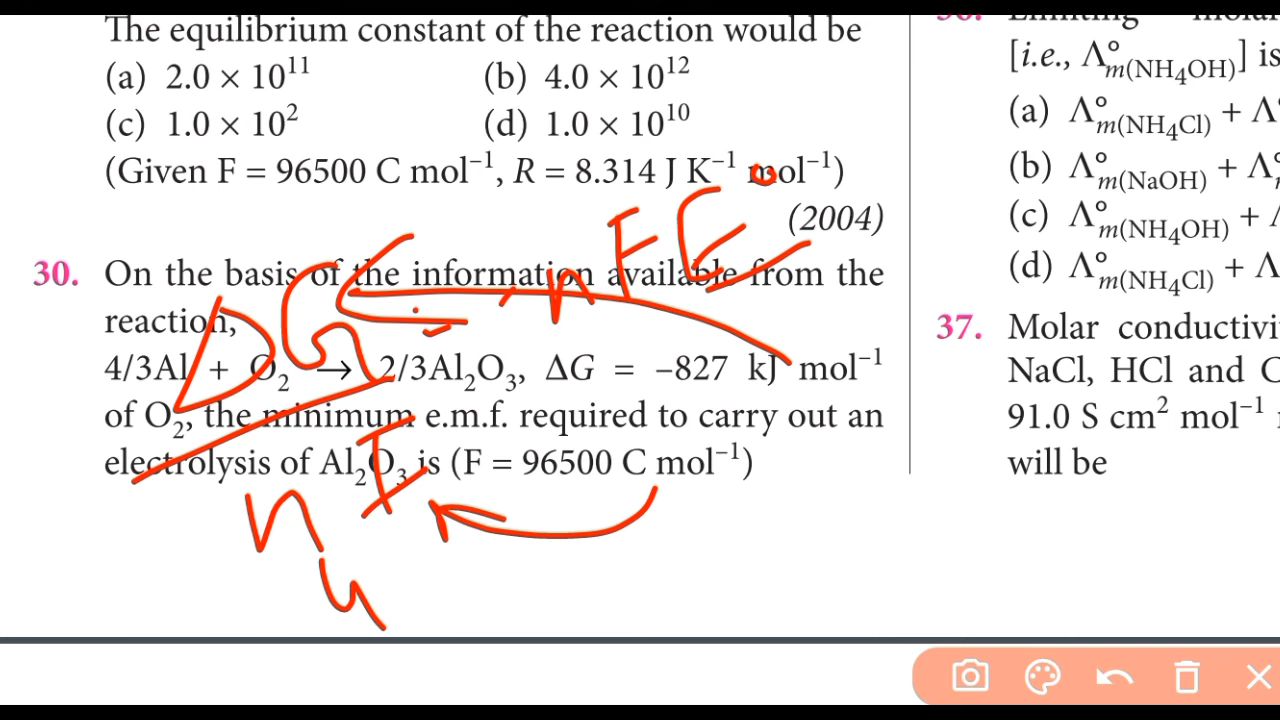 The equilibrium constant of the reaction would be
(a) 2.0 × 10¹¹ (b) 4.0 × 10¹²
(c) 1.0 × 10² (d) 1.0 × 10¹⁰
(Given F = 96500 C mol⁻¹, R = 8.314 J K⁻¹ mol⁻¹)
(2004)
30. On the basis of the information available from the
reaction,
4/3Al + O₂ → 2/3Al₂O₃, ΔG = –827 kJ mol⁻¹
of O₂, the minimum e.m.f. required to carry out an
electrolysis of Al₂O₃ is (F = 96500 C mol⁻¹)
ΔG = -nFE
nF
4
[i.e., Λ°m(NH₄OH)] is
(a) Λ°m(NH₄Cl) +
(b) Λ°m(NaOH) +
(c) Λ°m(NH₄OH) +
(d) Λ°m(NH₄Cl) +
37. Molar
NaCl, HCl and
91.0 S cm² mol⁻¹
will be